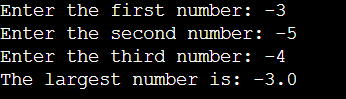 Enter the first number: -3
Enter the second number: -5
Enter the third number: -4
The largest number is: -3.0